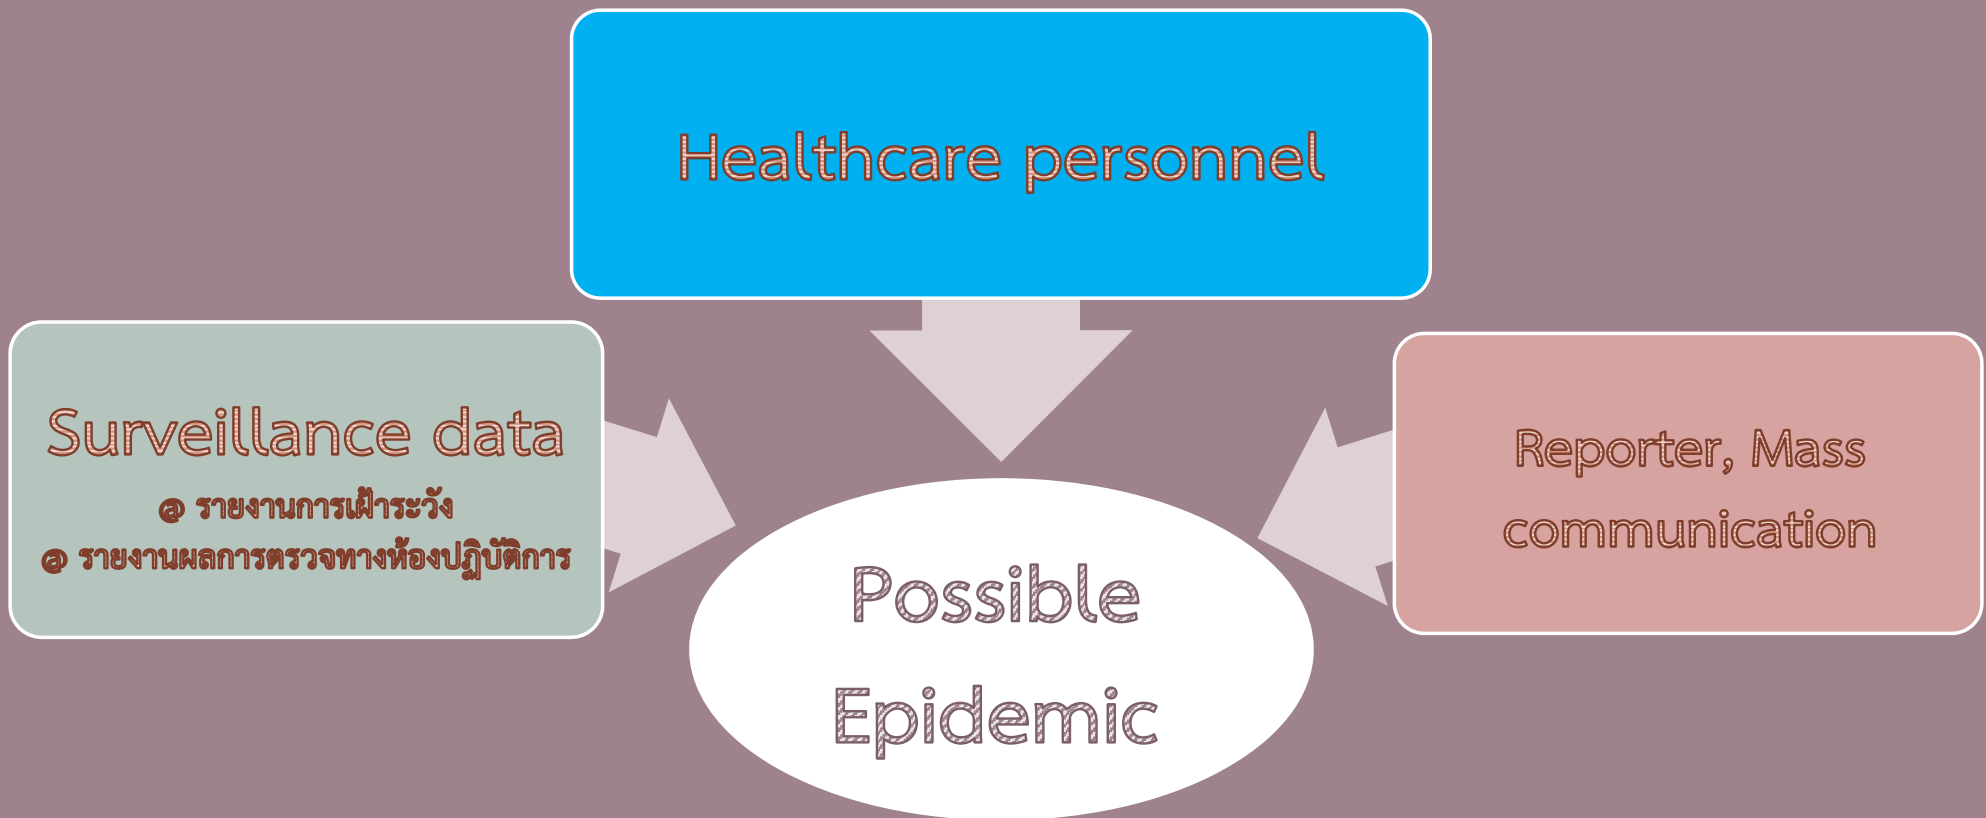 Healthcare personnel
Surveillance data
@ รายงานการเฝ้าระวัง
@ รายงานผลการตรวจทางห้องปฏิบัติการ
Reporter, Mass
communication
Possible
Epidemic